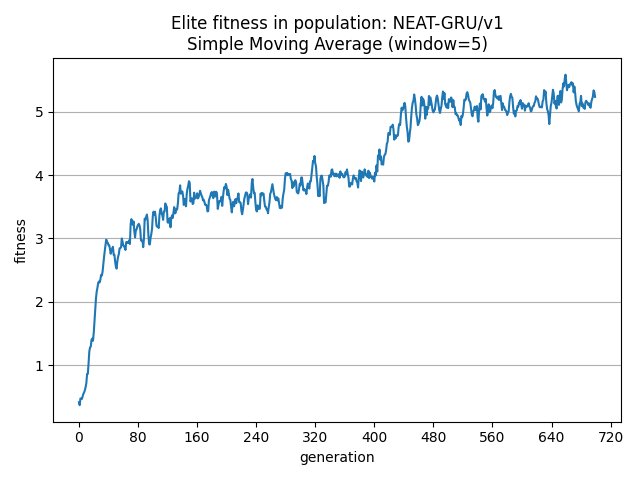 Elite fitness in population: NEAT-GRU/v1
Simple Moving Average (window=5)
fitness
5
4
3
2
1
0 80 160 240 320 400 480 560 640 720
generation